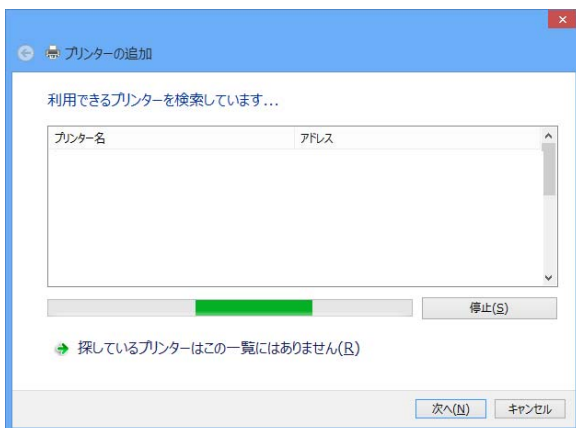 プリンターの追加
利用できるプリンターを検索しています...
プリンター名 アドレス
停止(S)
探しているプリンターはこの一覧にはありません(R)
次へ(N) キャンセル